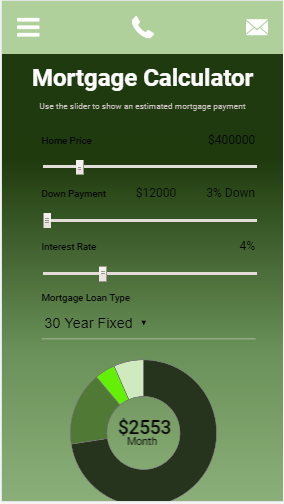 Mortgage Calculator
Use the slider to show an estimated mortgage payment
Home Price $400000
Down Payment $12000 3% Down
Interest Rate 4%
Mortgage Loan Type
30 Year Fixed
$2553
Month